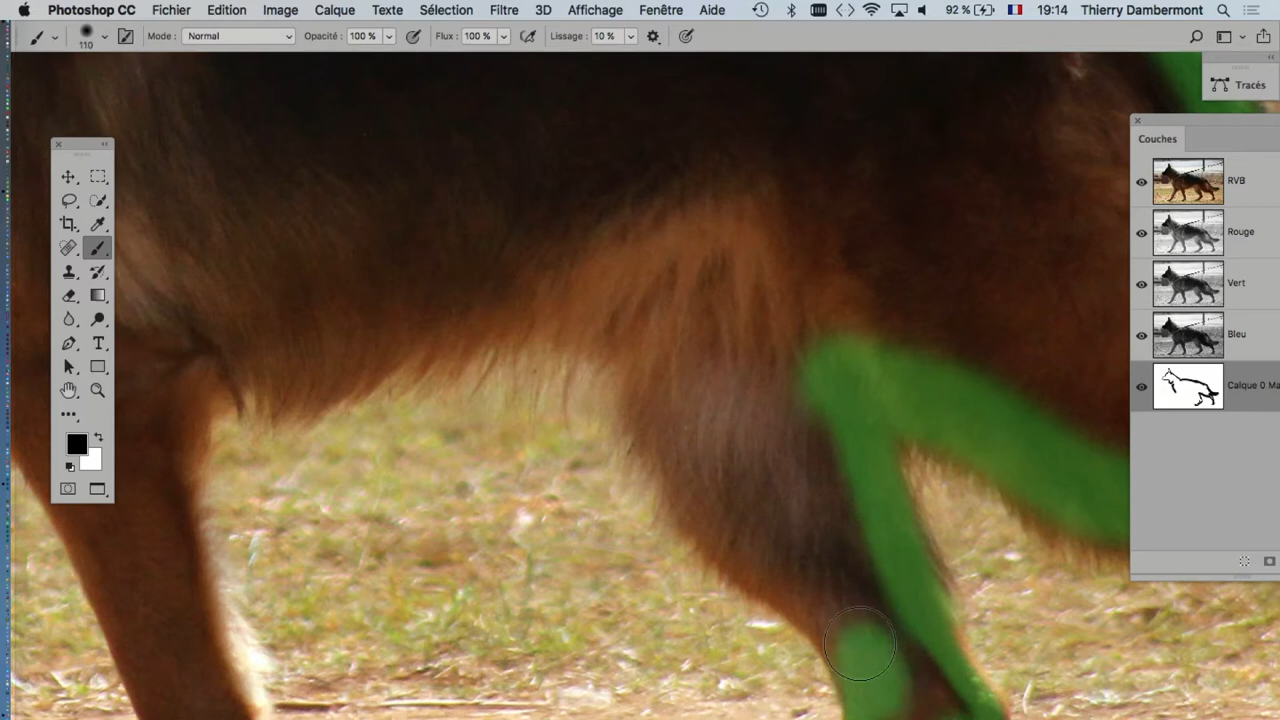 Photoshop CC Fichier Edition Image Calque Texte Sélection Filtre 3D Affichage Fenêtre Aide 92 % 19:14 Thierry Dambermont
110 Mode : Normal Opacité : 100 % Flux : 100 % Lissage : 10 %
Tracés
Couches
RVB
Rouge
Vert
Bleu
Calque 0 Ma